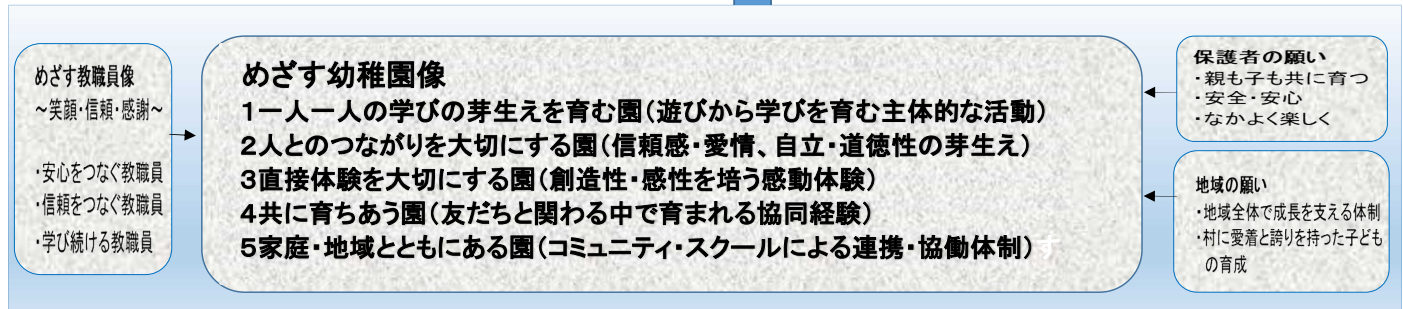 めざす教職員像
～笑顔・信頼・感謝～
・安心をつなぐ教職員
・信頼をつなぐ教職員
・学び続ける教職員
めざす幼稚園像
1一人一人の学びの芽生えを育む園（遊びから学びを育む主体的な活動）
2人とのつながりを大切にする園（信頼感・愛情、自立・道徳性の芽生え）
3直接体験を大切にする園（創造性・感性を培う感動体験）
4共に育ちあう園（友だちと関わる中で育まれる協同経験）
5家庭・地域とともにある園（コミュニティ・スクールによる連携・協働体制）す
保護者の願い
・親も子も共に育つ
・安全・安心
・なかよく楽しく
地域の願い
・地域全体で成長を支える体制
・村に愛着と誇りを持った子ども
の育成